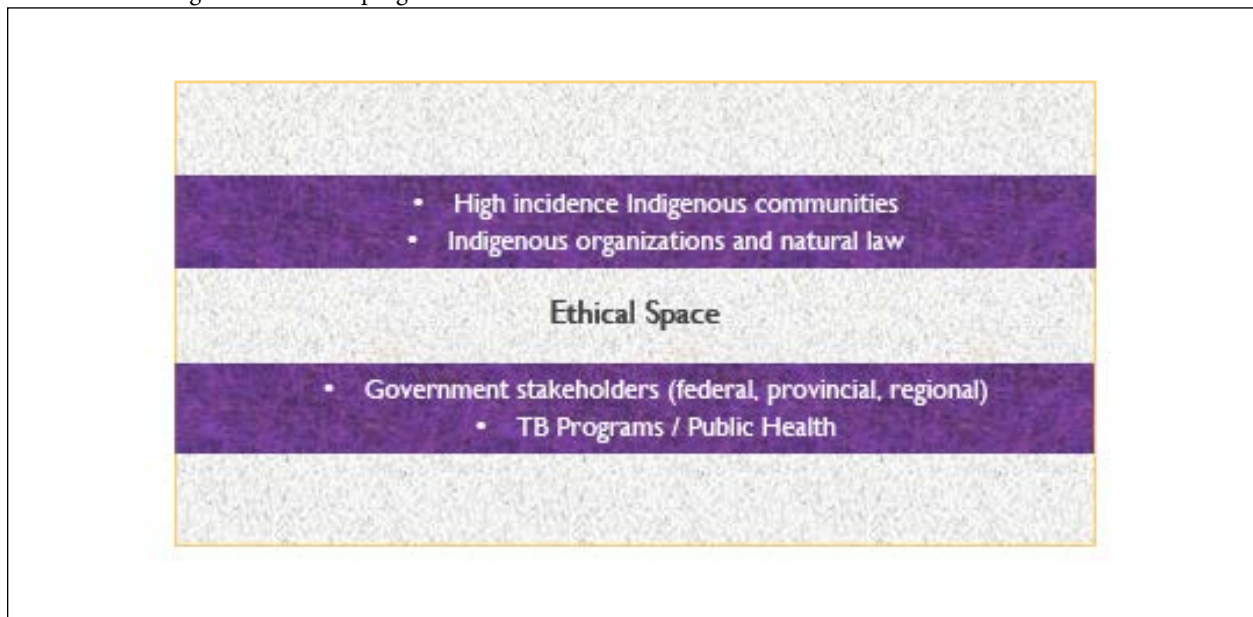 • High incidence Indigenous communities
• Indigenous organizations and natural law
Ethical Space
• Government stakeholders (federal, provincial, regional)
• TB Programs / Public Health